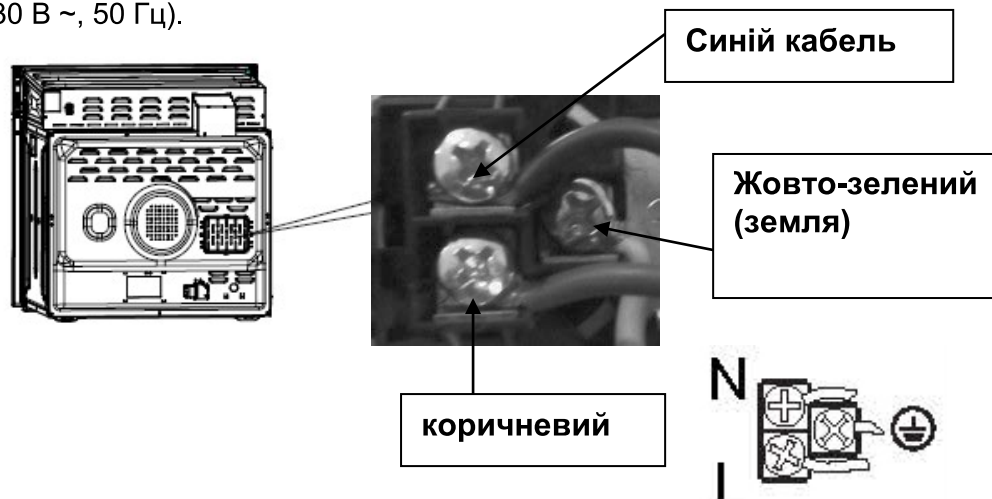 30 В ~, 50 Гц).
Синій кабель
Жовто-зелений
(земля)
коричневий
N
L